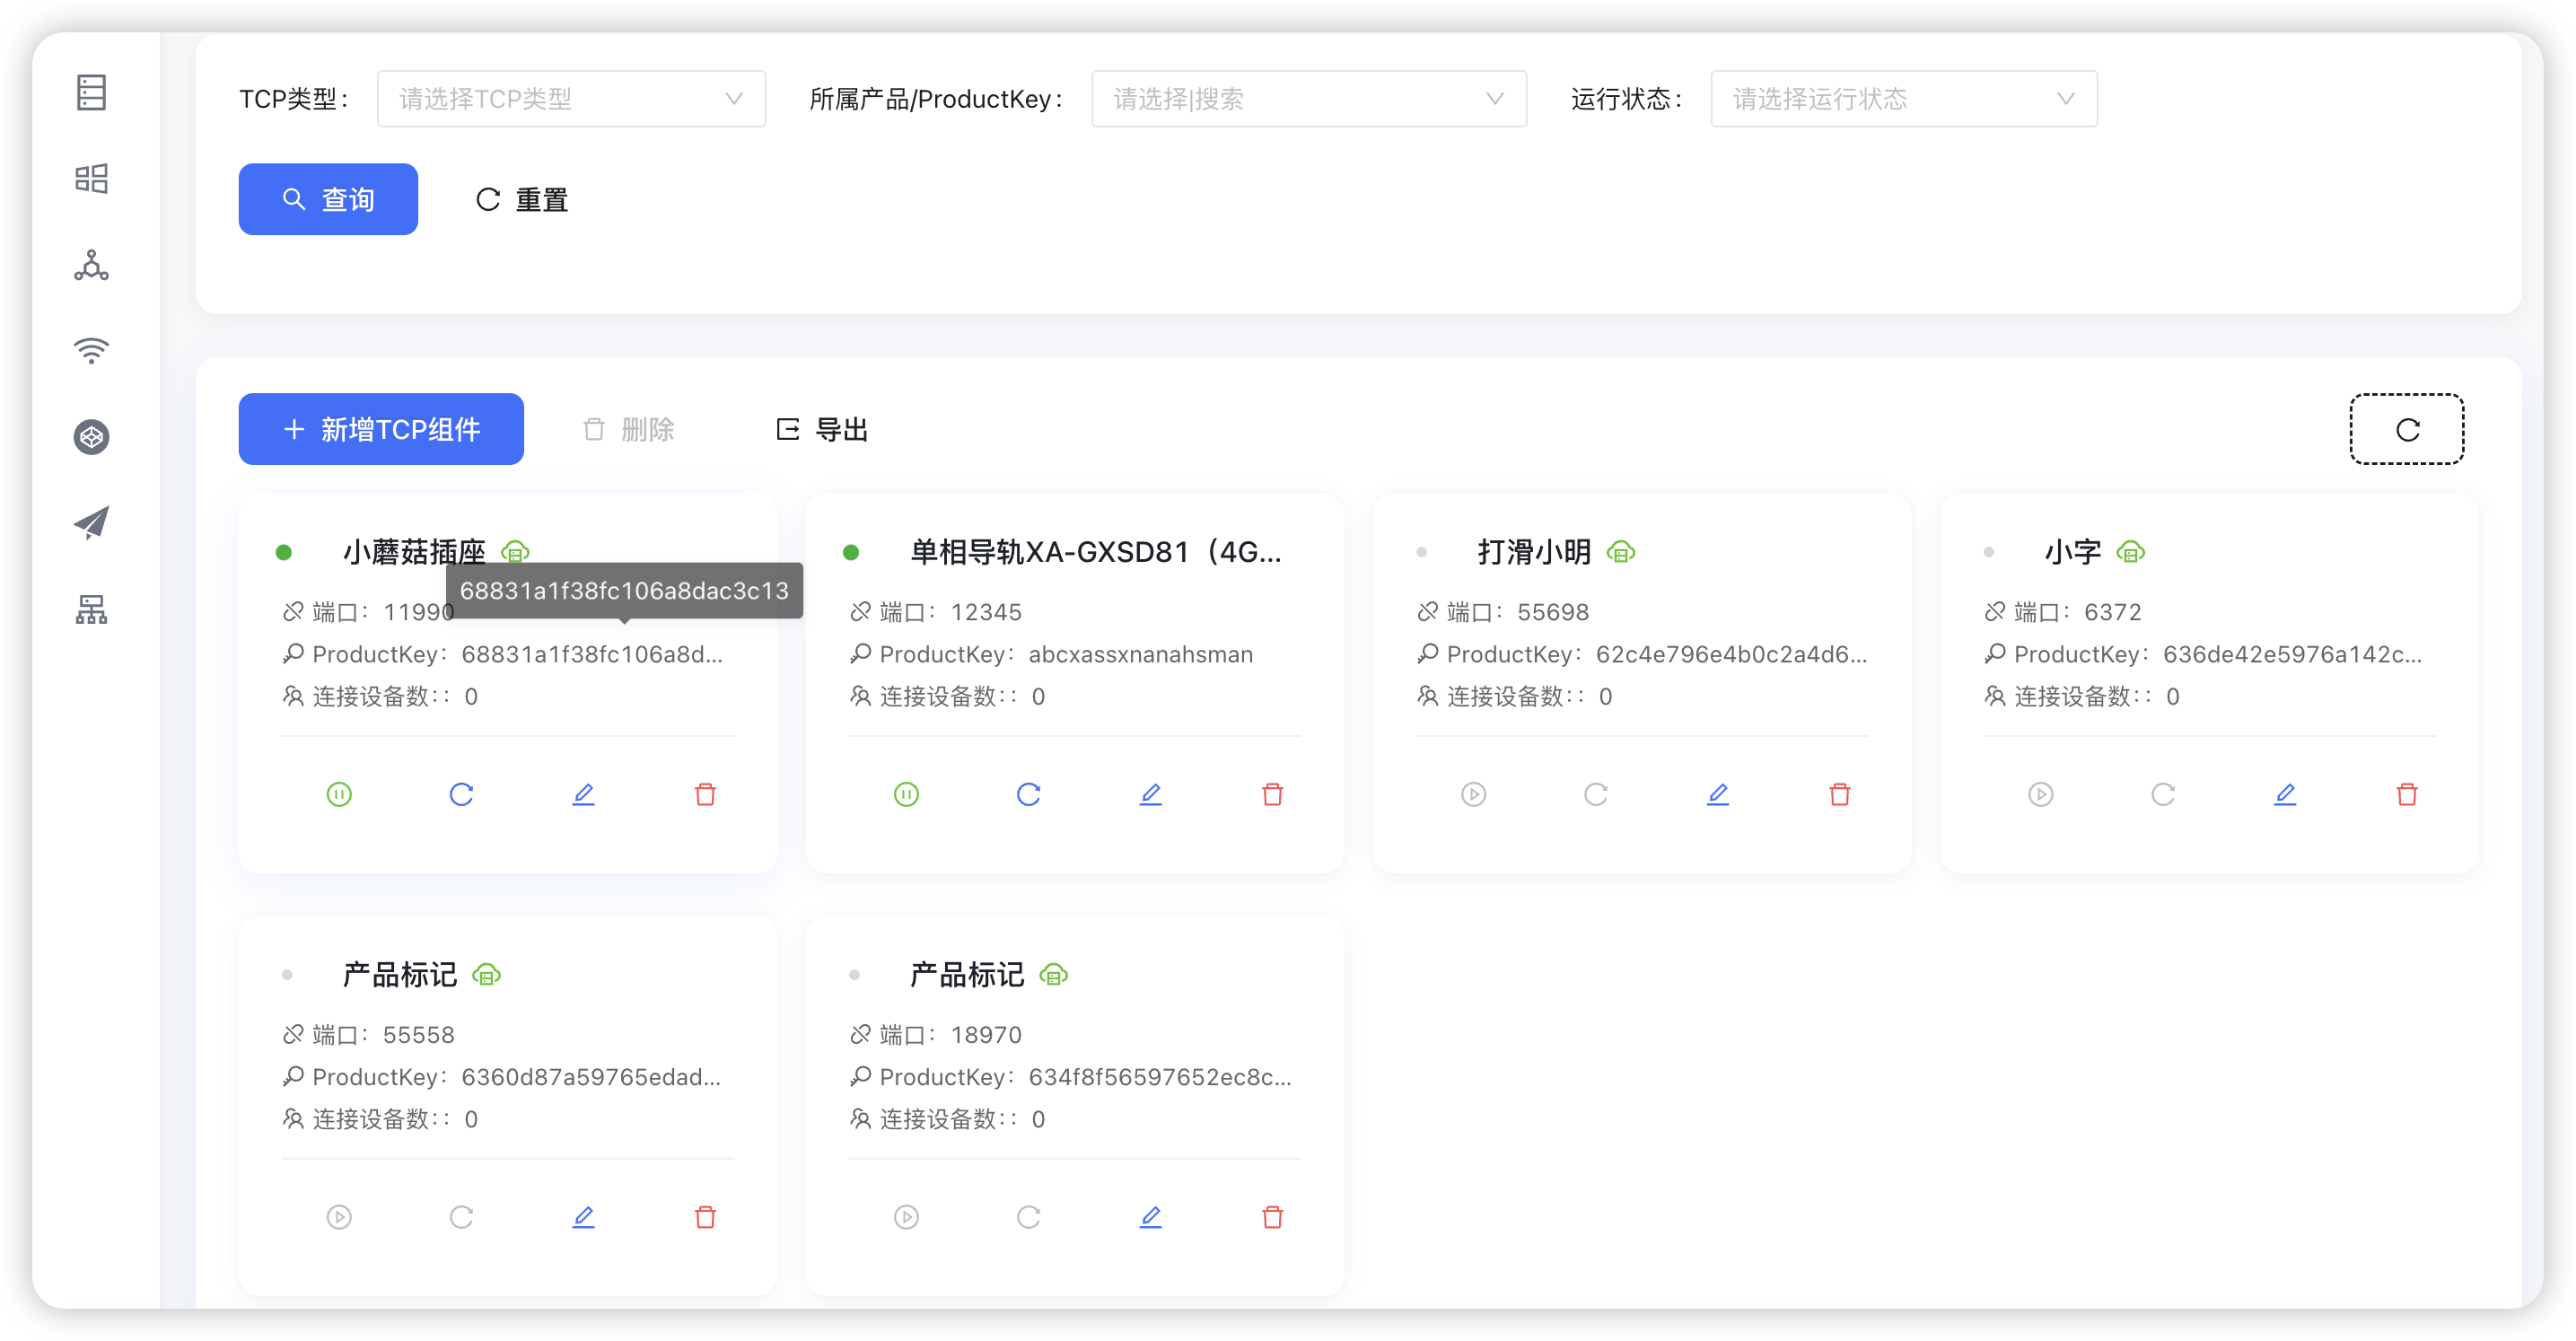 TCP类型： 请选择TCP类型 所属产品/ProductKey： 请选择|搜索 运行状态： 请选择运行状态
查询 重置
新增TCP组件 删除 导出
小蘑菇插座
68831a1f38fc106a8dac3c13
端口： 11990
ProductKey： 68831a1f38fc106a8d...
连接设备数：： 0
单相导轨XA-GXSD81（4G...
端口： 12345
ProductKey： abcxassxnanahsman
连接设备数：： 0
打滑小明
端口： 55698
ProductKey： 62c4e796e4b0c2a4d6...
连接设备数：： 0
小字
端口： 6372
ProductKey： 636de42e5976a142c...
连接设备数：： 0
产品标记
端口： 55558
ProductKey： 6360d87a59765edad...
连接设备数：： 0
产品标记
端口： 18970
ProductKey： 634f8f56597652ec8c...
连接设备数：： 0